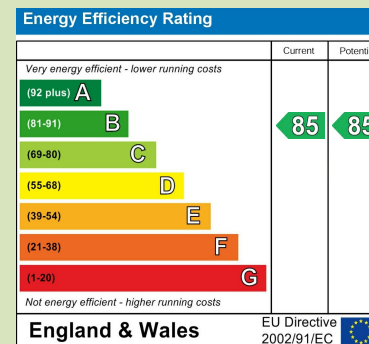 Energy Efficiency Rating
Current Potenti
Very energy efficient - lower running costs
(92 plus) A
(81-91) B 85 85
(69-80) C
(55-68) D
(39-54) E
(21-38) F
(1-20) G
Not energy efficient - higher running costs
England & Wales
EU Directive
2002/91/EC